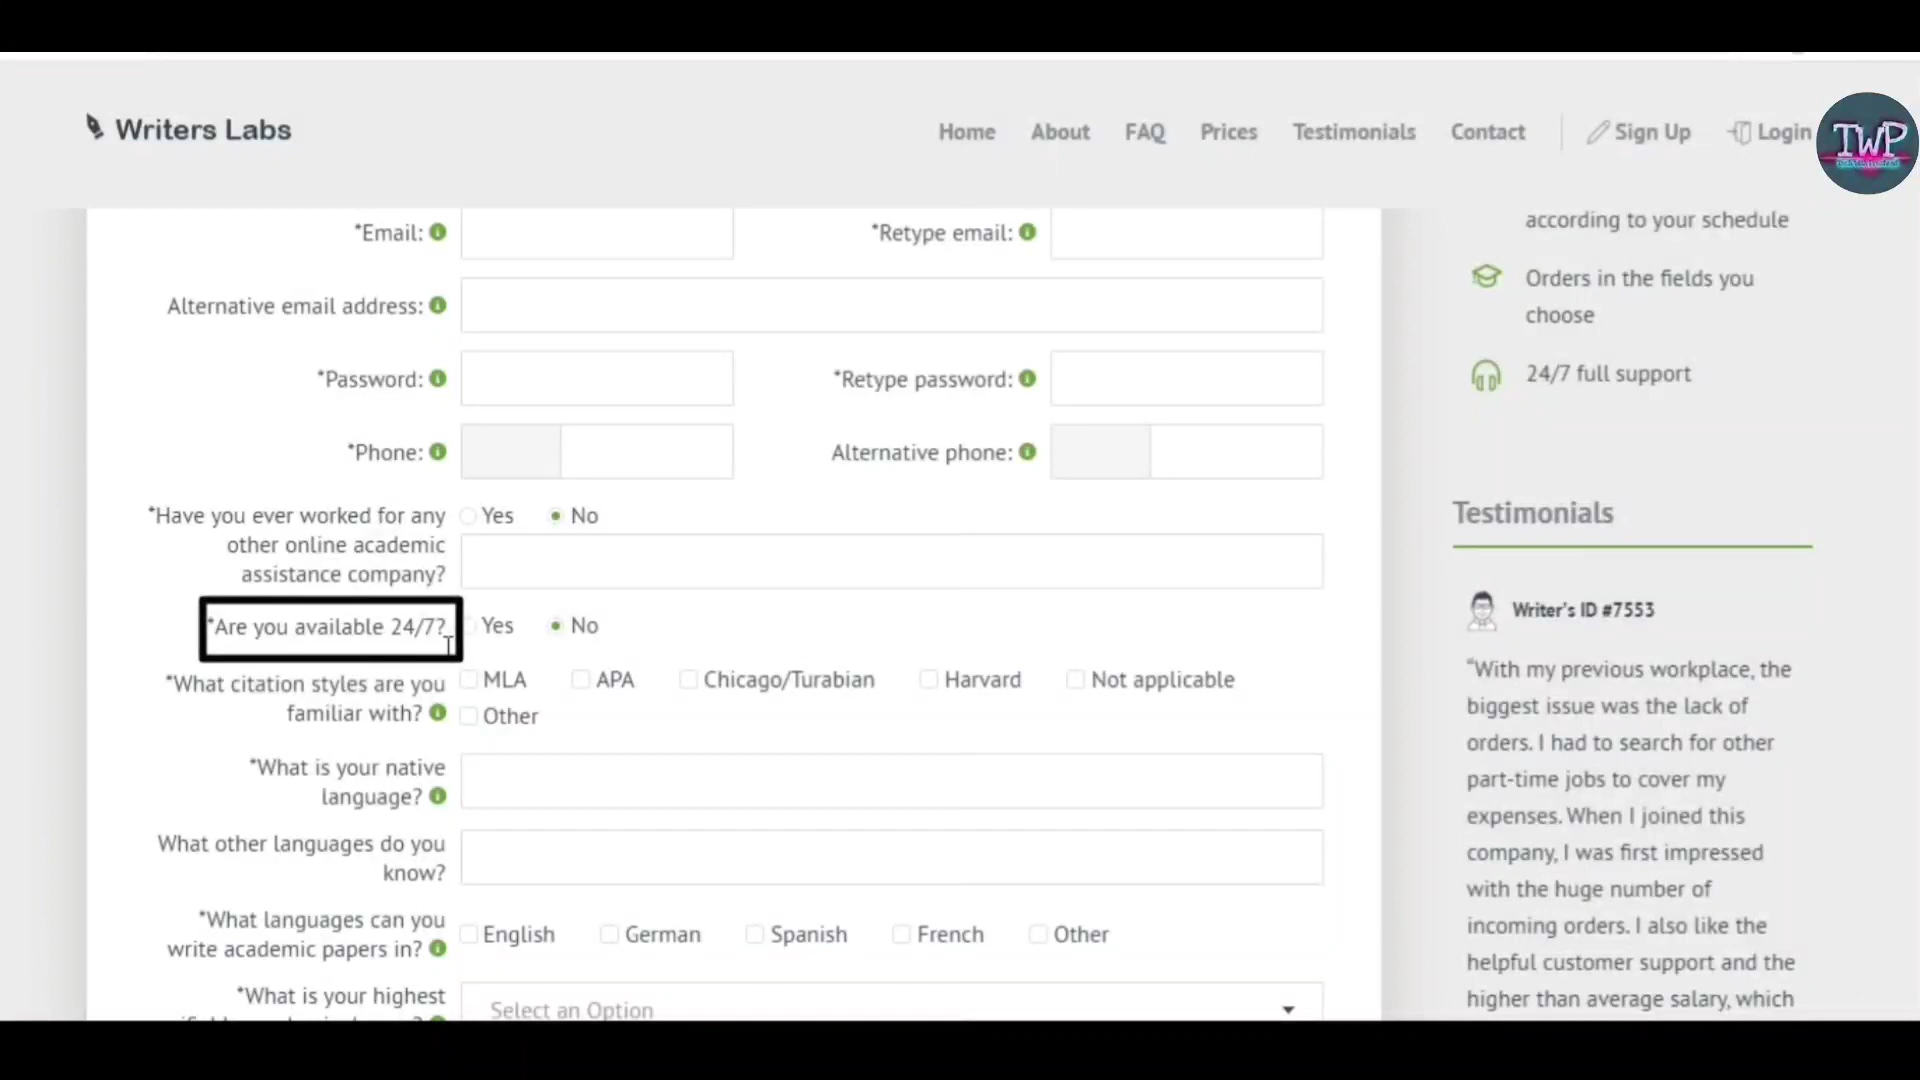 Writers Labs
Home About FAQ Prices Testimonials Contact Sign Up Login
TWP
*Email:
*Retype email:
Alternative email address:
*Password:
*Retype password:
*Phone:
Alternative phone:
*Have you ever worked for any
other online academic
assistance company?
Yes No
*Are you available 24/7?
Yes No
*What citation styles are you
familiar with?
MLA APA Chicago/Turabian Harvard Not applicable
Other
*What is your native
language?
What other languages do you
know?
*What languages can you
write academic papers in?
English German Spanish French Other
*What is your highest
Select an Option
according to your schedule
Orders in the fields you
choose
24/7 full support
Testimonials
Writer's ID #7553
“With my previous workplace, the
biggest issue was the lack of
orders. I had to search for other
part-time jobs to cover my
expenses. When I joined this
company, I was first impressed
with the huge number of
incoming orders. I also like the
helpful customer support and the
higher than average salary, which